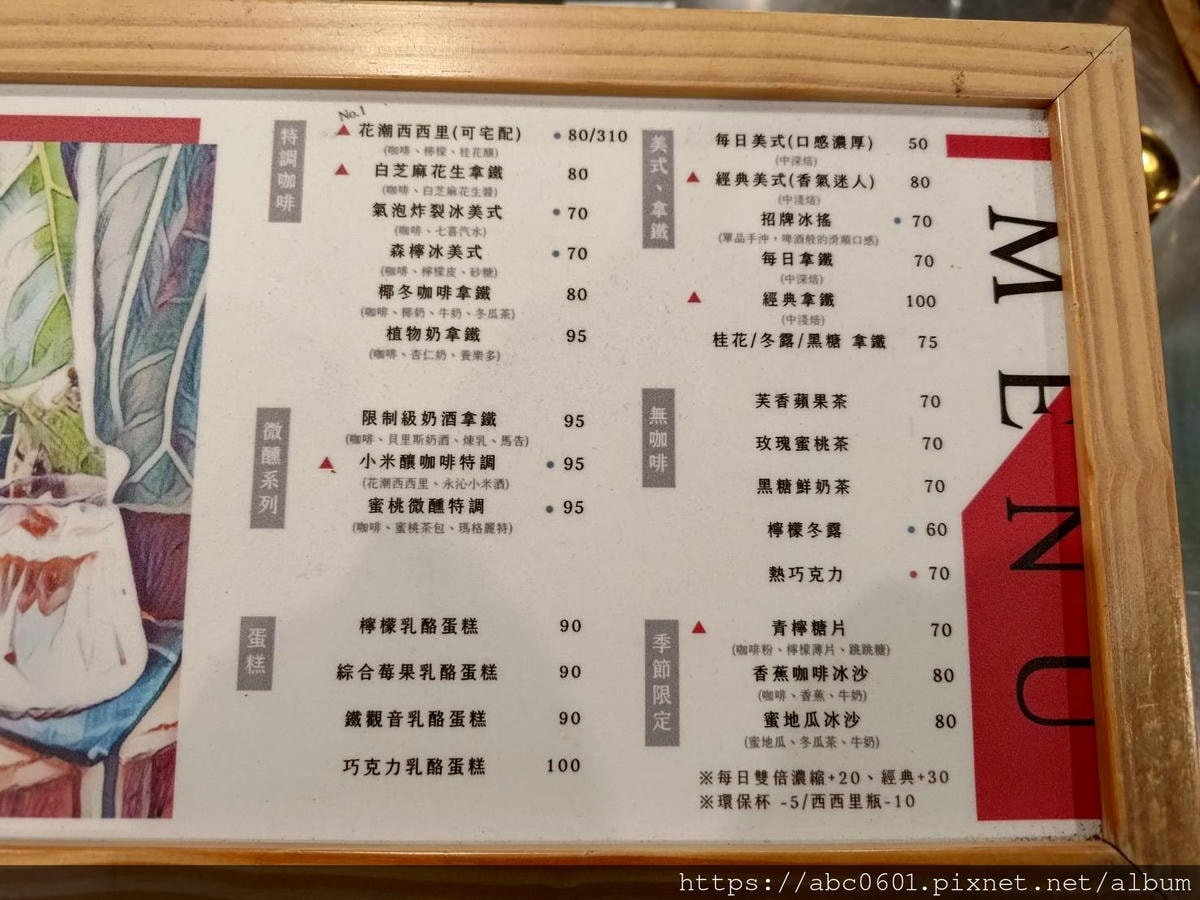 特調咖啡
No.1
▲ 花潮西西里(可宅配) • 80/310
(咖啡、檸檬、桂花釀)
▲ 白芝麻花生拿鐵 80
(咖啡、白芝麻花生醬)
氣泡炸裂冰美式 • 70
(咖啡、七喜汽水)
森檸冰美式 • 70
(咖啡、檸檬皮、砂糖)
椰冬咖啡拿鐵 80
(咖啡、椰奶、牛奶、冬瓜茶)
植物奶拿鐵 95
(咖啡、杏仁奶、養樂多)
微醺系列
限制級奶酒拿鐵 95
(咖啡、貝里斯奶酒、煉乳、馬告)
▲ 小米釀咖啡特調 • 95
(花潮西西里、永沁小米酒)
蜜桃微醺特調 • 95
(咖啡、蜜桃茶包、瑪格麗特)
蛋糕
檸檬乳酪蛋糕 90
綜合莓果乳酪蛋糕 90
鐵觀音乳酪蛋糕 90
巧克力乳酪蛋糕 100
美式、拿鐵
每日美式(口感濃厚) 50
(中深焙)
▲ 經典美式(香氣迷人) 80
(中淺焙)
招牌冰搖 • 70
(單品手沖，啤酒般的滑順口感)
每日拿鐵 70
(中深焙)
▲ 經典拿鐵 100
(中淺焙)
桂花/冬露/黑糖 拿鐵 75
無咖啡
芙香蘋果茶 70
玫瑰蜜桃茶 70
黑糖鮮奶茶 70
檸檬冬露 • 60
熱巧克力 • 70
季節限定
▲ 青檸糖片 70
(咖啡粉、檸檬薄片、跳跳糖)
香蕉咖啡冰沙 80
(咖啡、香蕉、牛奶)
蜜地瓜冰沙 80
(蜜地瓜、冬瓜茶、牛奶)
※每日雙倍濃縮+20、經典+30
※環保杯 -5/西西里瓶-10
MENU
https://abc0601.pixnet.net/album